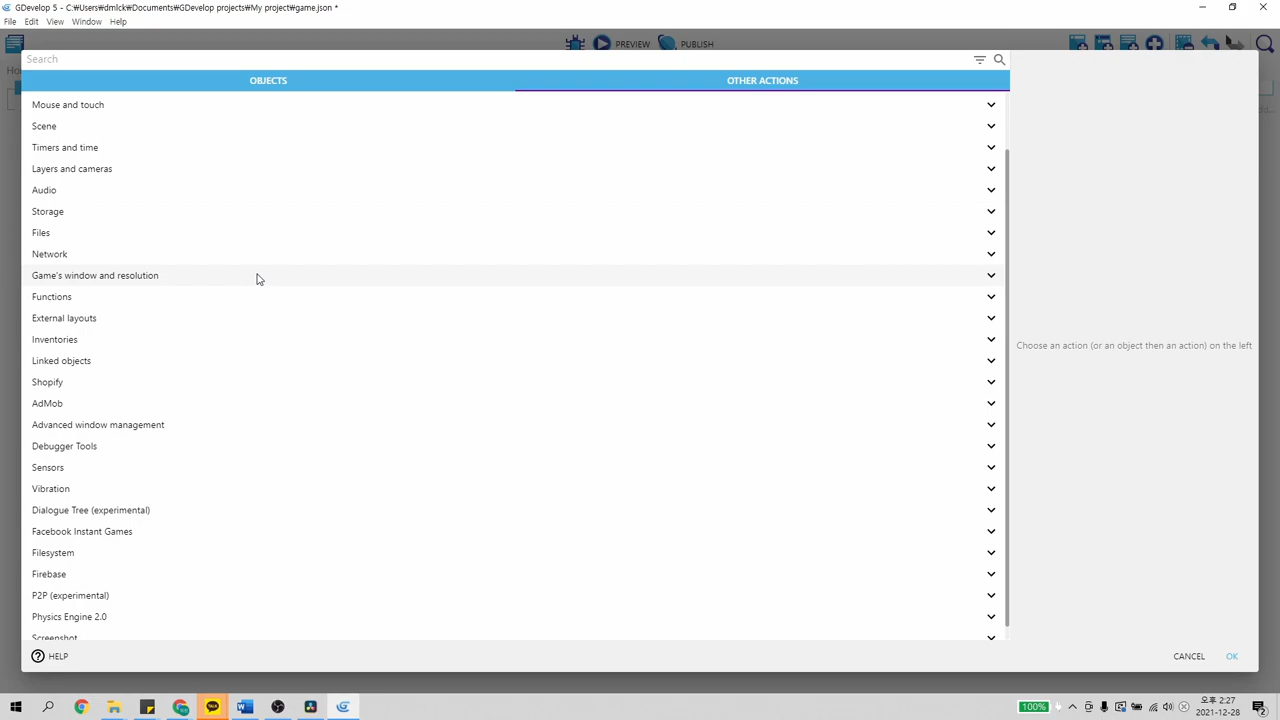 GDevelop 5 - C:₩Users₩dmlck₩Documents₩GDevelop projects₩My project₩game.json *
File Edit View Window Help
PREVIEW PUBLISH
Search
OBJECTS OTHER ACTIONS
Mouse and touch
Scene
Timers and time
Layers and cameras
Audio
Storage
Files
Network
Game's window and resolution
Functions
External layouts
Inventories
Choose an action (or an object then an action) on the left
Linked objects
Shopify
AdMob
Advanced window management
Debugger Tools
Sensors
Vibration
Dialogue Tree (experimental)
Facebook Instant Games
Filesystem
Firebase
P2P (experimental)
Physics Engine 2.0
Screenshot
HELP CANCEL OK
TALK
100%
오후 2:27
2021-12-28
2